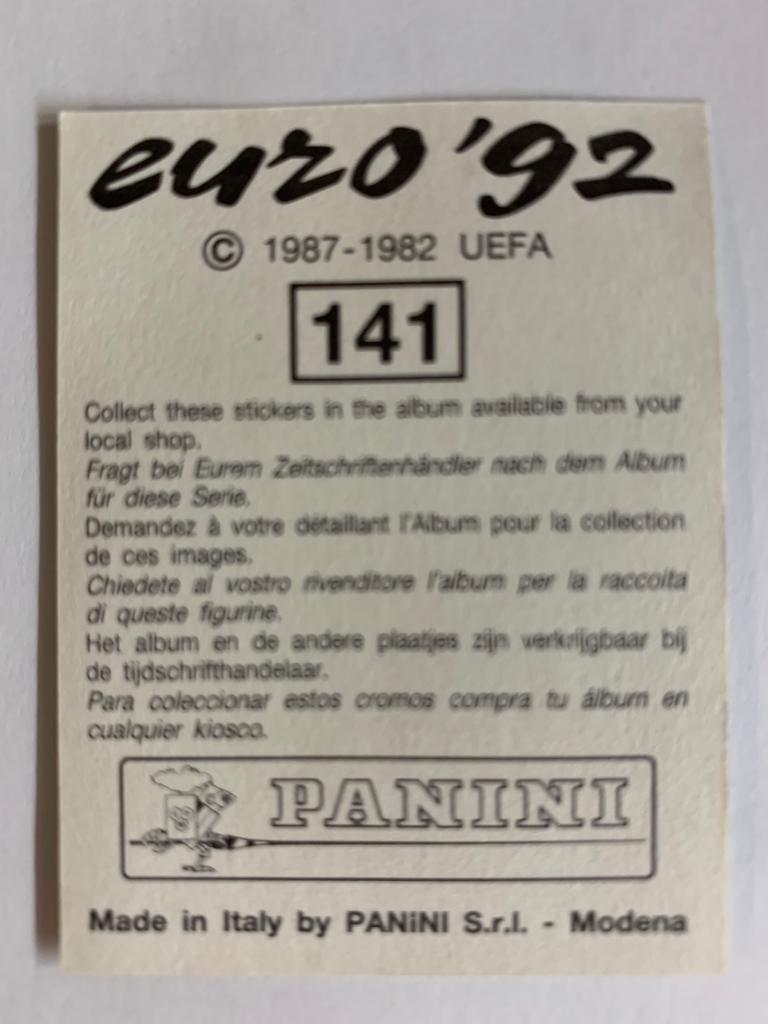 euro '92
© 1987-1982 UEFA
141
Collect these stickers in the album available from your
local shop.
Fragt bei Eurem Zeitschriftenhändler nach dem Album
für diese Serie.
Demandez à votre détaillant l'Album pour la collection
de ces images.
Chiedete al vostro rivenditore l'album per la raccolta
di queste figurine.
Het album en de andere plaatjes zijn verkrijgbaar bij
de tijdschrifthandelaar.
Para coleccionar estos cromos compra tu álbum en
cualquier kiosco.
PANINI
Made in Italy by PANiNI S.r.l. - Modena